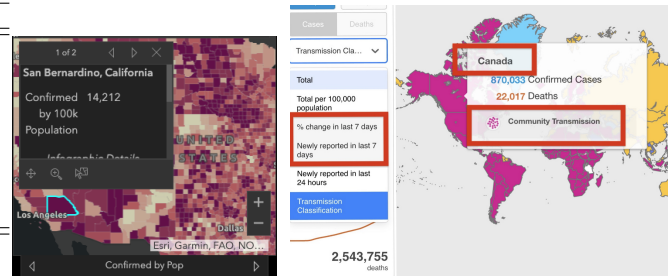 1 of 2
San Bernardino, California
Confirmed 14,212
by 100k
Population
Infographic Details
UNITED
STATES
Los Angeles
Dallas
+
−
Esri, Garmin, FAO, NO...
Confirmed by Pop
Cases
Deaths
Transmission Cla...
Total
Total per 100,000
population
% change in last 7 days
Newly reported in last 7
days
Newly reported in last
24 hours
Transmission
Classification
2,543,755
deaths
Canada
870,033 Confirmed Cases
22,017 Deaths
Community Transmission